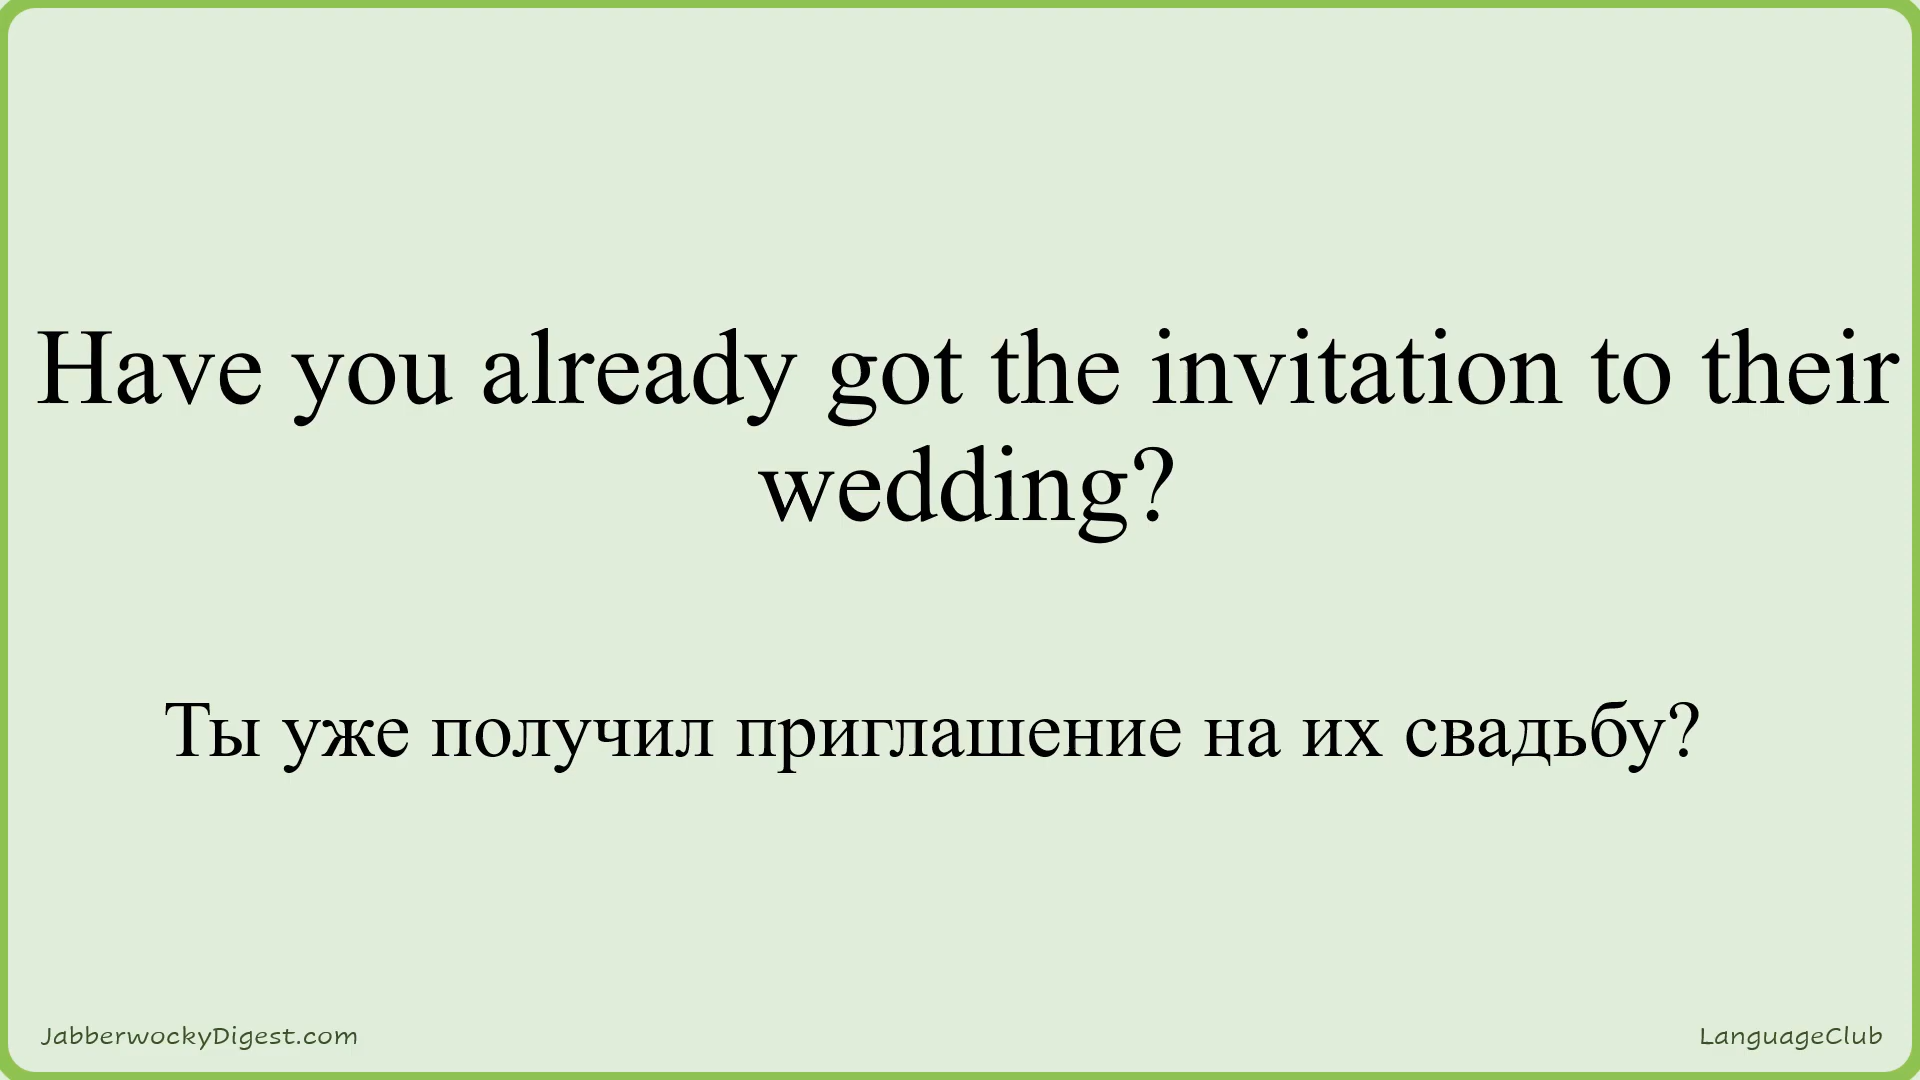 Have you already got the invitation to their
wedding?
Ты уже получил приглашение на их свадьбу?
JabberwockyDigest.com
LanguageClub